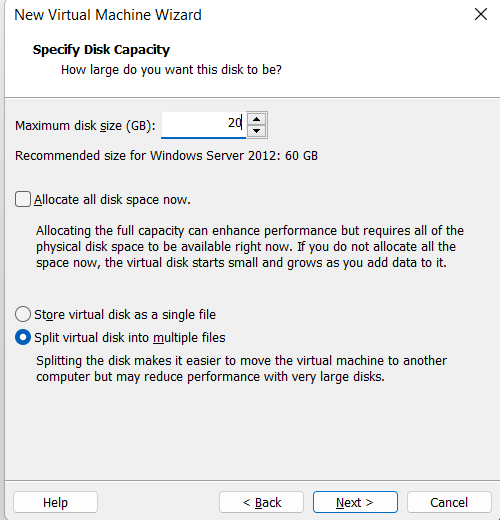 New Virtual Machine Wizard
Specify Disk Capacity
How large do you want this disk to be?
Maximum disk size (GB): 20
Recommended size for Windows Server 2012: 60 GB
Allocate all disk space now.
Allocating the full capacity can enhance performance but requires all of the
physical disk space to be available right now. If you do not allocate all the
space now, the virtual disk starts small and grows as you add data to it.
Store virtual disk as a single file
Split virtual disk into multiple files
Splitting the disk makes it easier to move the virtual machine to another
computer but may reduce performance with very large disks.
Help < Back Next > Cancel